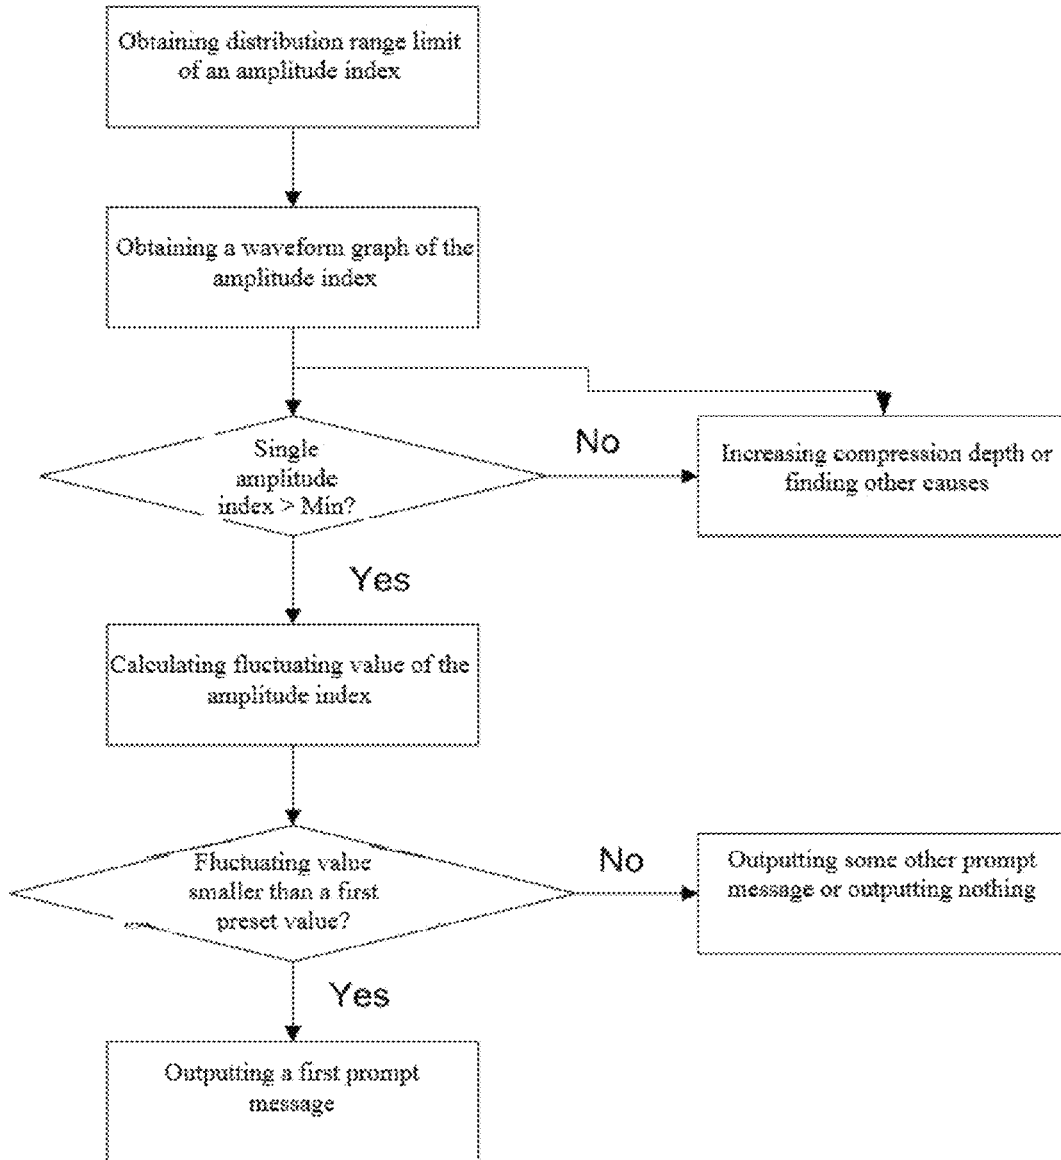 Obtaining distribution range limit
of an amplitude index
Obtaining a waveform graph of the
amplitude index
Single
amplitude
index > Min?
No
Increasing compression depth or
finding other causes
Yes
Calculating fluctuating value of the
amplitude index
Fluctuating value
smaller than a first
preset value?
No
Outputting some other prompt
message or outputting nothing
Yes
Outputting a first prompt
message